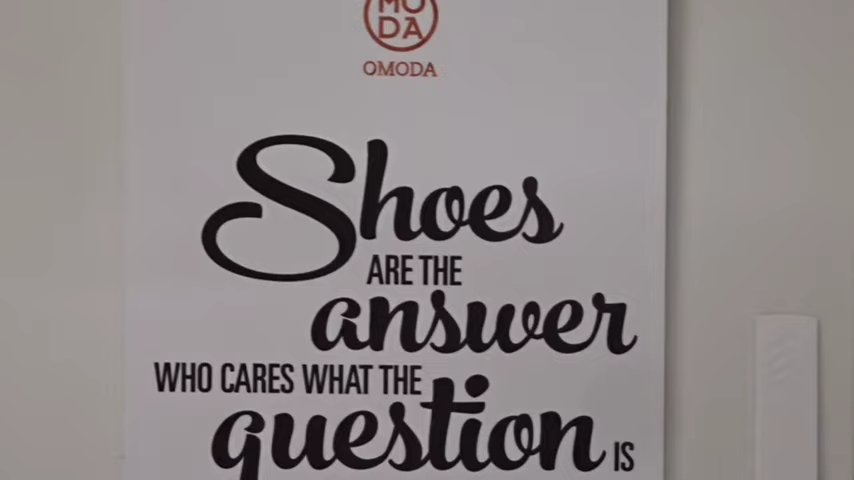 MO
DA
OMODA
Shoes
ARE THE
answer
WHO CARES WHAT THE
question IS